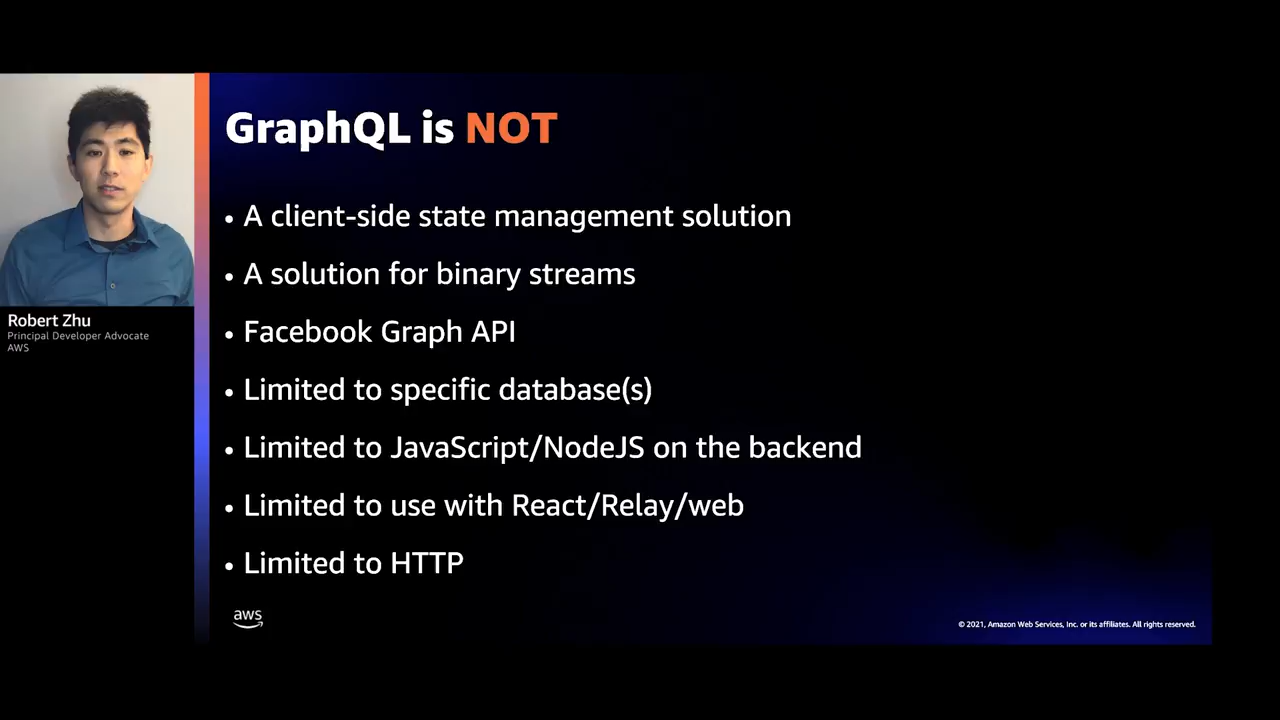 GraphQL is NOT
• A client-side state management solution
• A solution for binary streams
• Facebook Graph API
• Limited to specific database(s)
• Limited to JavaScript/NodeJS on the backend
• Limited to use with React/Relay/web
• Limited to HTTP
Robert Zhu
Principal Developer Advocate
AWS
aws
© 2021, Amazon Web Services, Inc. or its affiliates. All rights reserved.